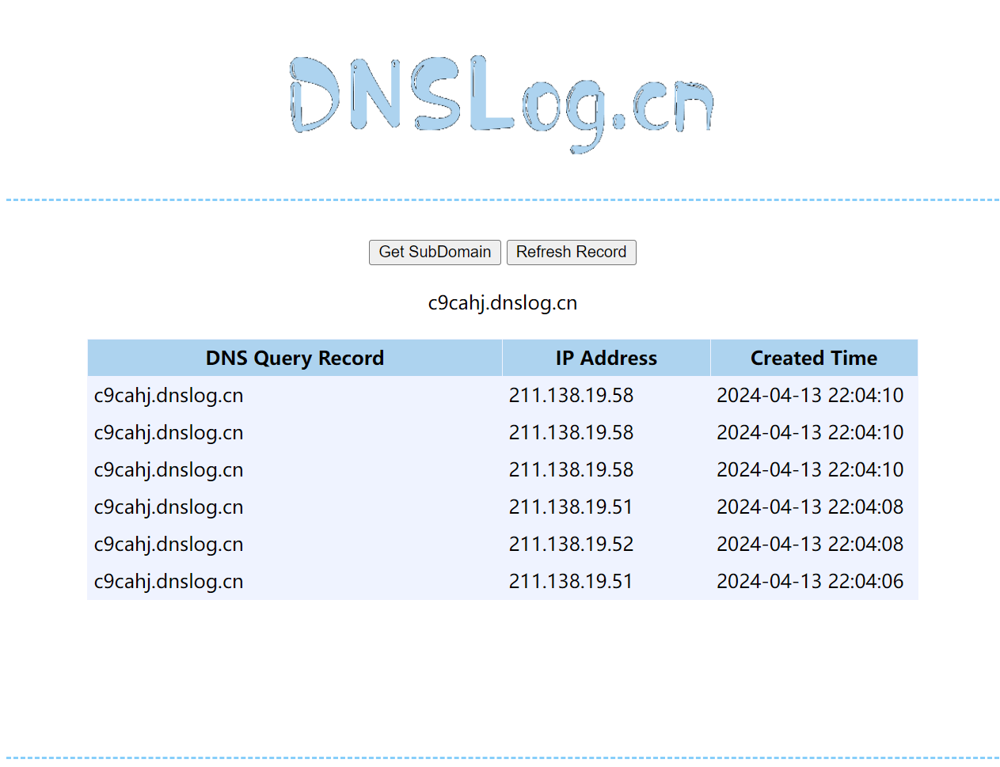 DNSLog.cn
Get SubDomain Refresh Record
c9cahj.dnslog.cn
DNS Query Record IP Address Created Time
c9cahj.dnslog.cn 211.138.19.58 2024-04-13 22:04:10
c9cahj.dnslog.cn 211.138.19.58 2024-04-13 22:04:10
c9cahj.dnslog.cn 211.138.19.58 2024-04-13 22:04:10
c9cahj.dnslog.cn 211.138.19.51 2024-04-13 22:04:08
c9cahj.dnslog.cn 211.138.19.52 2024-04-13 22:04:08
c9cahj.dnslog.cn 211.138.19.51 2024-04-13 22:04:06